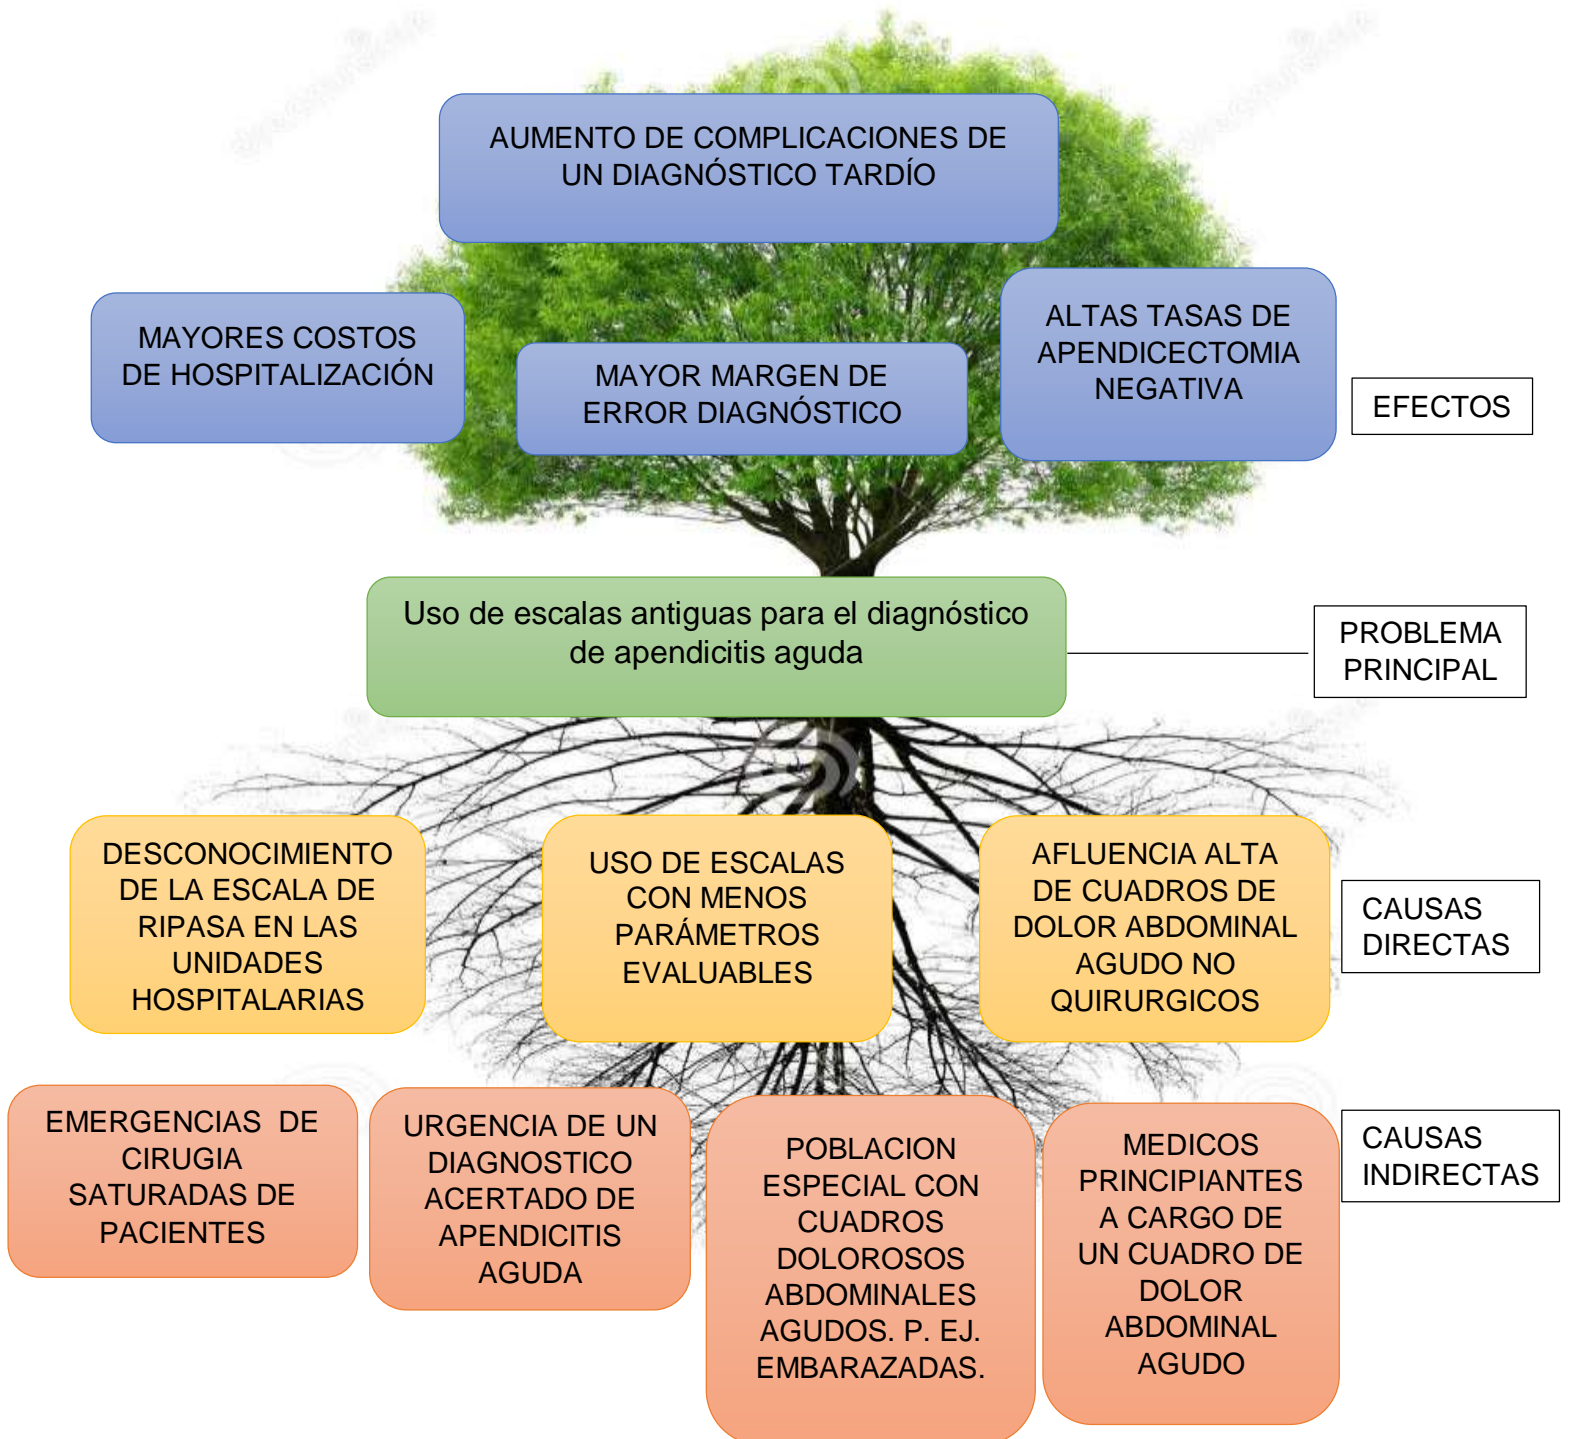 AUMENTO DE COMPLICACIONES DE
UN DIAGNÓSTICO TARDÍO
MAYORES COSTOS
DE HOSPITALIZACIÓN
MAYOR MARGEN DE
ERROR DIAGNÓSTICO
ALTAS TASAS DE
APENDICECTOMIA
NEGATIVA
EFECTOS
Uso de escalas antiguas para el diagnóstico
de apendicitis aguda
PROBLEMA
PRINCIPAL
DESCONOCIMIENTO
DE LA ESCALA DE
RIPASA EN LAS
UNIDADES
HOSPITALARIAS
USO DE ESCALAS
CON MENOS
PARÁMETROS
EVALUABLES
AFLUENCIA ALTA
DE CUADROS DE
DOLOR ABDOMINAL
AGUDO NO
QUIRURGICOS
CAUSAS
DIRECTAS
EMERGENCIAS DE
CIRUGIA
SATURADAS DE
PACIENTES
URGENCIA DE UN
DIAGNOSTICO
ACERTADO DE
APENDICITIS
AGUDA
POBLACION
ESPECIAL CON
CUADROS
DOLOROSOS
ABDOMINALES
AGUDOS. P. EJ.
EMBARAZADAS.
MEDICOS
PRINCIPIANTES
A CARGO DE
UN CUADRO DE
DOLOR
ABDOMINAL
AGUDO
CAUSAS
INDIRECTAS